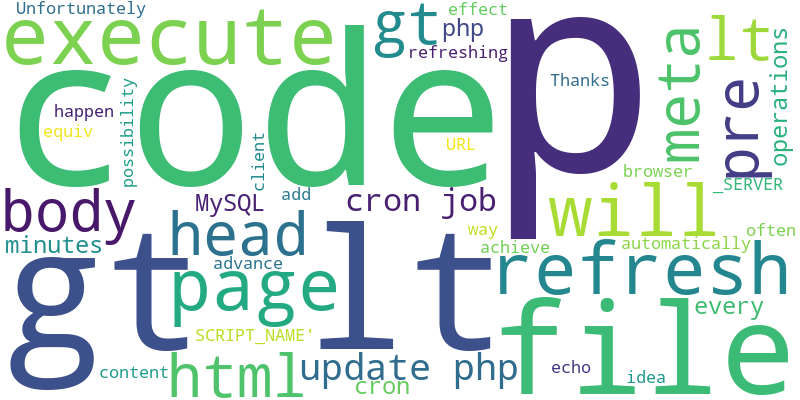 Unfortunately
execute
code
p
gt
php
effect
refreshing
Thanks
meta
lt
pre
operations
happen
equiv
possibility
client
URL
browser
_SERVER
body
MySQL
add
cron job
will
way
often
minutes
head
advance
achieve
automatically
gt
lt
page
refresh
file
every
SCRIPT_NAME'
content
html
cron
update php
echo
idea